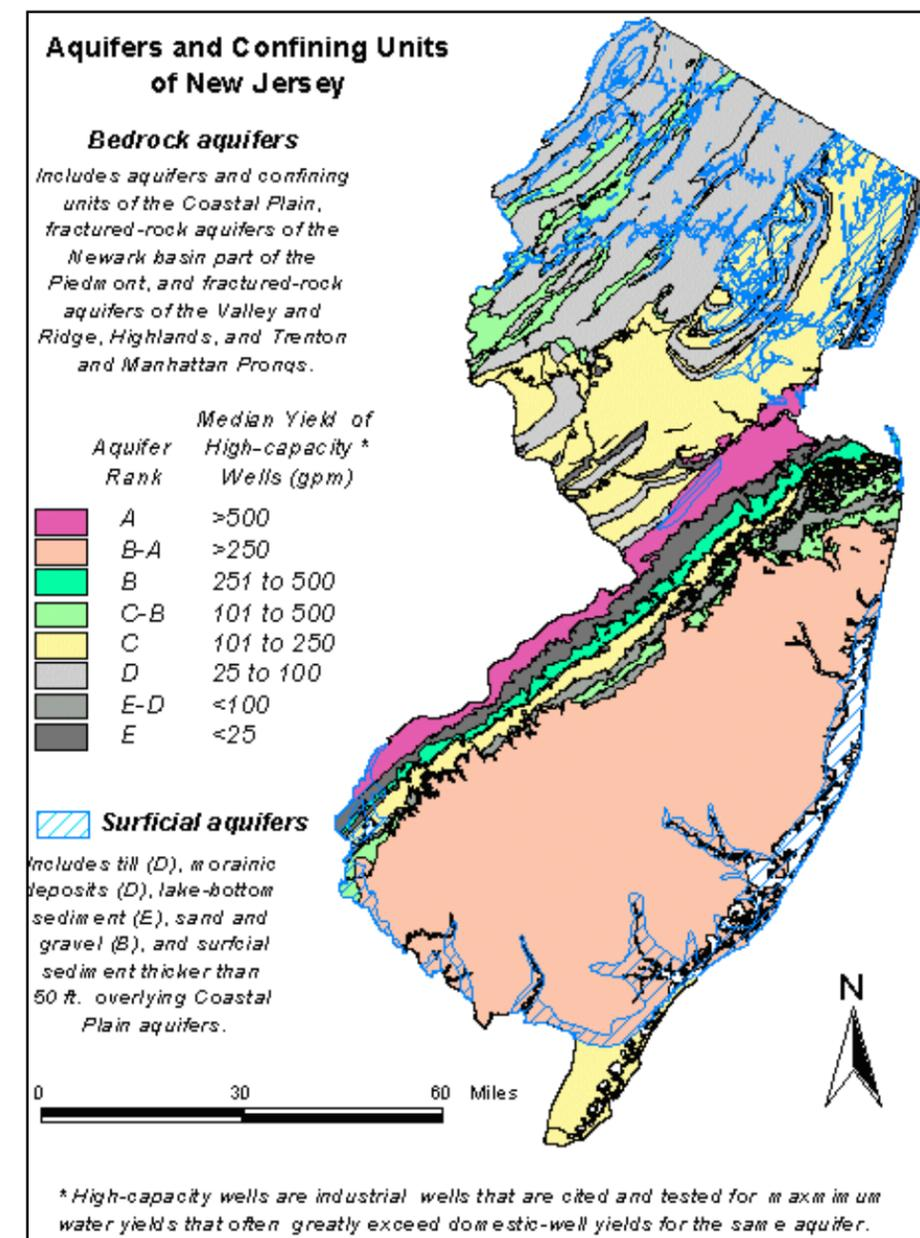 Aquifers and Confining Units
of New Jersey
Bedrock aquifers
Includes aquifers and confining
units of the Coastal Plain,
fractured-rock aquifers of the
Newark basin part of the
Piedmont, and fractured-rock
aquifers of the Valley and
Ridge, Highlands, and Trenton
and Manhattan Prongs.
Aquifer Rank
Median Yield of High-capacity * Wells (gpm)
A >500
B-A >250
B 251 to 500
C-B 101 to 500
C 101 to 250
D 25 to 100
E-D <100
E <25
Surficial aquifers
Includes till (D), morainic
deposits (D), lake-bottom
sediment (E), sand and
gravel (B), and surfcial
sediment thicker than
50 ft. overlying Coastal
Plain aquifers.
N
0 30 60 Miles
* High-capacity wells are industrial wells that are cited and tested for maxmimum
water yields that often greatly exceed domestic-well yields for the same aquifer.